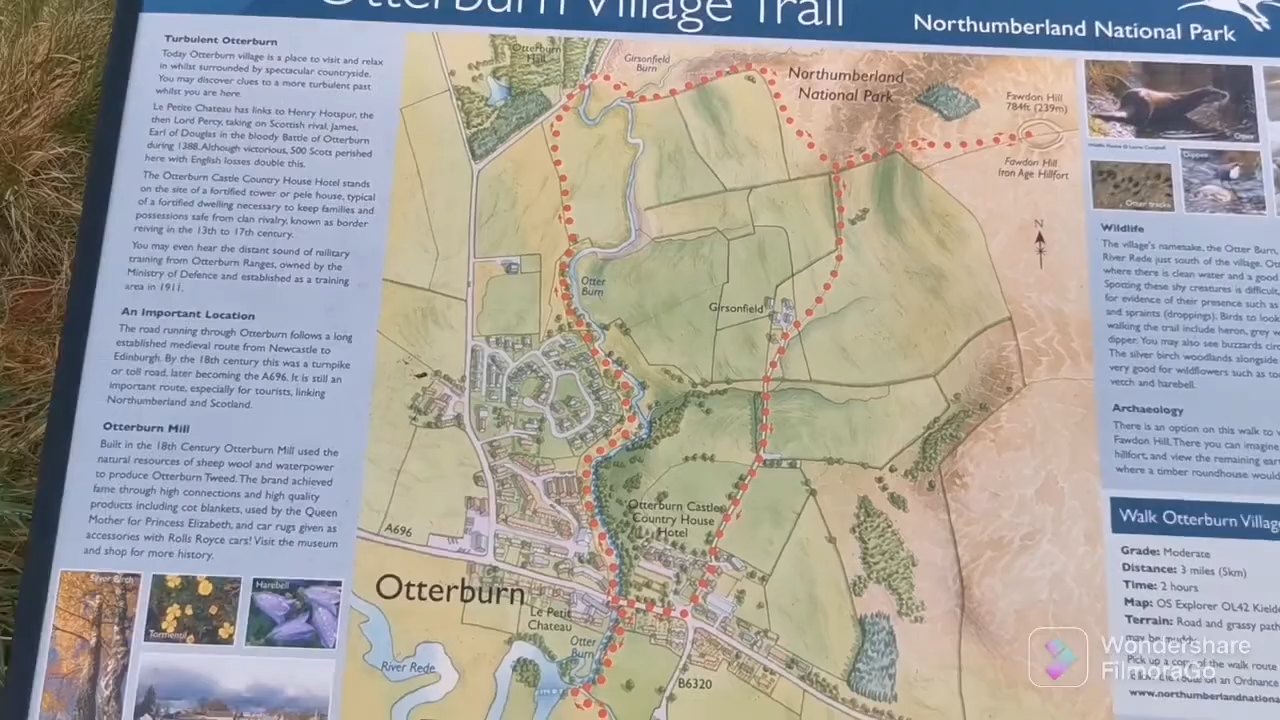 Otterburn Village Trail
Northumberland National Park
Turbulent Otterburn
Today Otterburn village is a place to visit and relax
in whilst surrounded by spectacular countryside.
You may discover clues to a more turbulent past
whilst you are here.
Le Petite Chateau has links to Henry Hotspur, the
then Lord Percy, taking on Scottish rival, James,
Earl of Douglas in the bloody Battle of Otterburn
during 1388. Although victorious, 500 Scots perished
here with English losses double this.
The Otterburn Castle Country House Hotel stands
on the site of a fortified tower or pele house, typical
of a fortified dwelling necessary to keep families and
possessions safe from clan rivalry, known as border
reiving in the 13th to 17th century.
You may even hear the distant sound of military
training from Otterburn Ranges, owned by the
Ministry of Defence and established as a training
area in 1911.
An Important Location
The road running through Otterburn follows a long
established medieval route from Newcastle to
Edinburgh. By the 18th century this was a turnpike
or toll road, later becoming the A696. It is still an
important route, especially for tourists, linking
Northumberland and Scotland.
Otterburn Mill
Built in the 18th Century Otterburn Mill used the
natural resources of sheep wool and waterpower
to produce Otterburn Tweed. The brand achieved
fame through high connections and high quality
products including cot blankets, used by the Queen
Mother for Princess Elizabeth, and car rugs given as
accessories with Rolls Royce cars! Visit the museum
and shop for more history.
Silver Birch
Tormentil
Harebell
Otterburn
Hall
Girsonfield
Burn
Northumberland
National Park
Fawdon Hill
784ft (239m)
Fawdon Hill
Iron Age Hillfort
N
Otter
Burn
Girsonfield
Otterburn Castle
Country House
Hotel
A696
Otterburn
Le Petit
Chateau
Otter
Burn
River Rede
B6320
Otter
Otter tracks
Dipper
Wildlife
The village's namesake, the Otter Burn,
River Rede just south of the village. Ot
where there is clean water and a good
Spotting these shy creatures is difficult,
for evidence of their presence such as
and spraints (droppings). Birds to look
walking the trail include heron, grey w
dipper. You may also see buzzards circ
The silver birch woodlands alongside
very good for wildflowers such as to
vetch and harebell.
Archaeology
There is an option on this walk to v
Fawdon Hill. There you can imagine
hillfort, and view the remaining ear
where a timber roundhouse would
Walk Otterburn Village
Grade: Moderate
Distance: 3 miles (5km)
Time: 2 hours
Map: OS Explorer OL42 Kield
Terrain: Road and grassy path
may be muddy
Pick up a copy of the walk route
on an Ordnance
www.northumberlandnationa
Wondershare
FilmoraGo